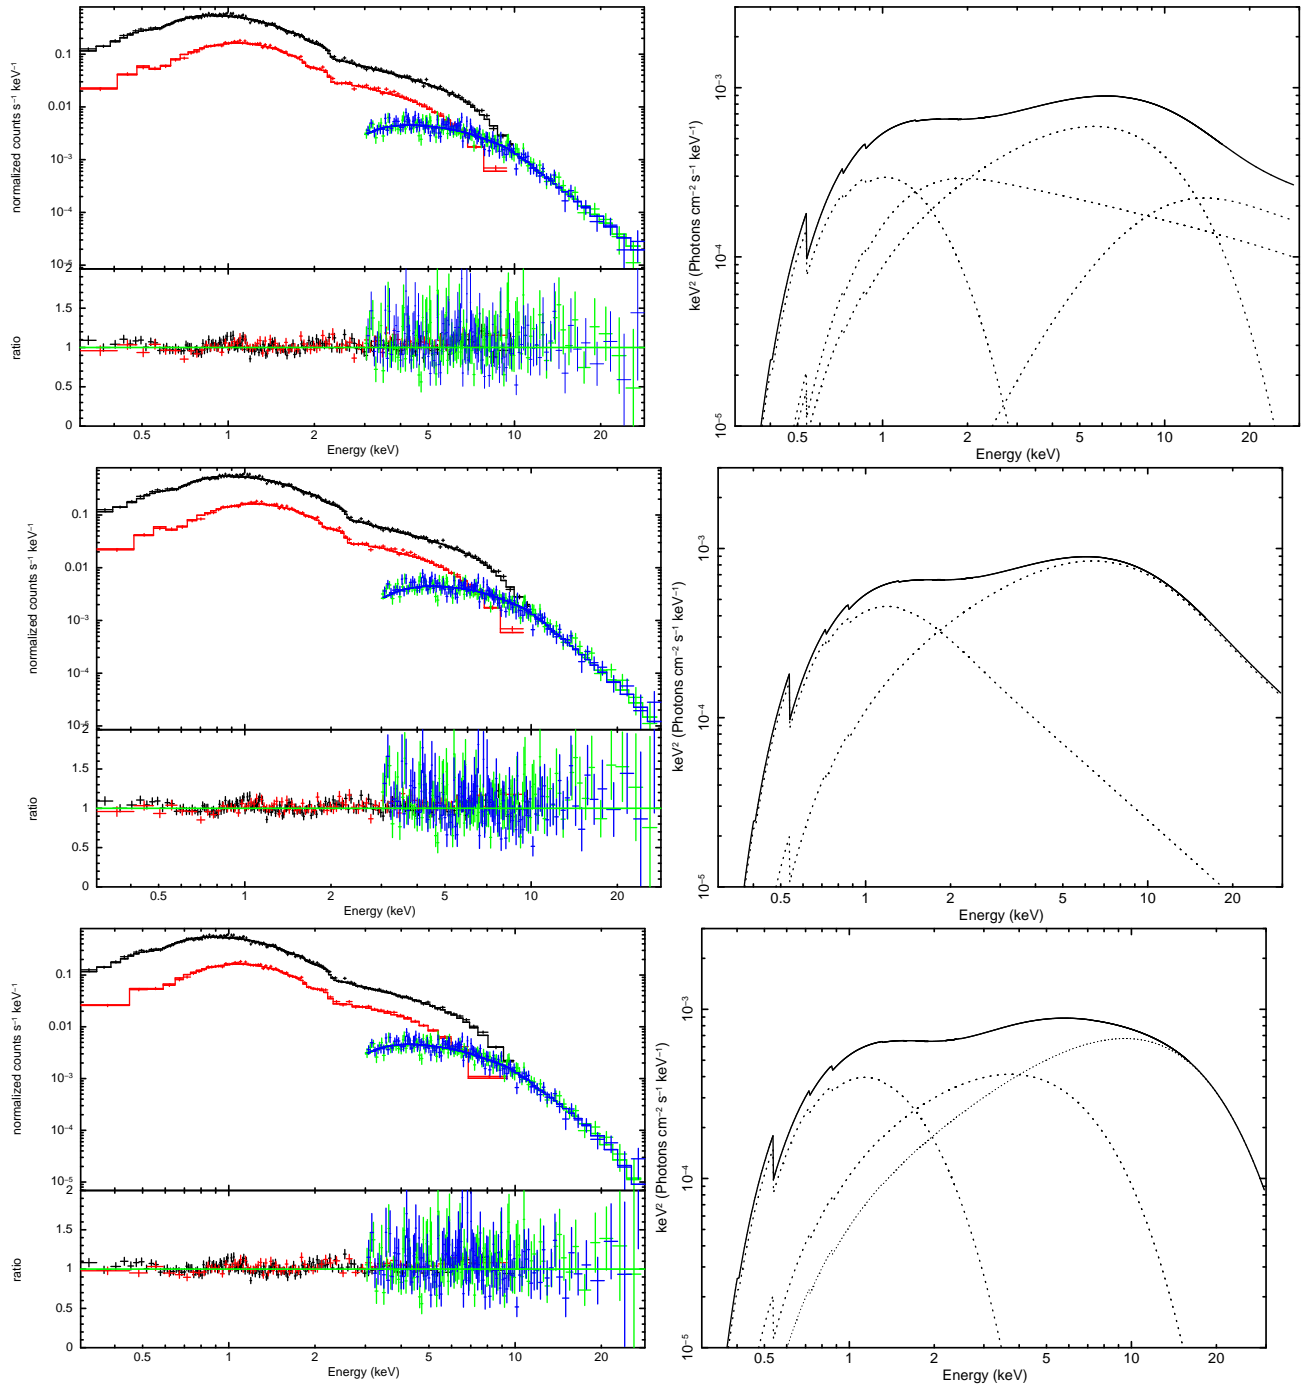 normalized counts s⁻¹ keV⁻¹
0.1
0.01
10⁻³
10⁻⁴
10⁻⁵
2
1.5
1
0.5
0
ratio
0.5 1 2 5 10 20
Energy (keV)
keV² (Photons cm⁻² s⁻¹ keV⁻¹)
10⁻³
10⁻⁴
10⁻⁵
0.5 1 2 5 10 20
Energy (keV)
normalized counts s⁻¹ keV⁻¹
0.1
0.01
10⁻³
10⁻⁴
10⁻⁵
2
1.5
1
0.5
0
ratio
0.5 1 2 5 10 20
Energy (keV)
keV² (Photons cm⁻² s⁻¹ keV⁻¹)
10⁻³
10⁻⁴
10⁻⁵
0.5 1 2 5 10 20
Energy (keV)
normalized counts s⁻¹ keV⁻¹
0.1
0.01
10⁻³
10⁻⁴
10⁻⁵
2
1.5
1
0.5
0
ratio
0.5 1 2 5 10 20
Energy (keV)
keV² (Photons cm⁻² s⁻¹ keV⁻¹)
10⁻³
10⁻⁴
10⁻⁵
0.5 1 2 5 10 20
Energy (keV)